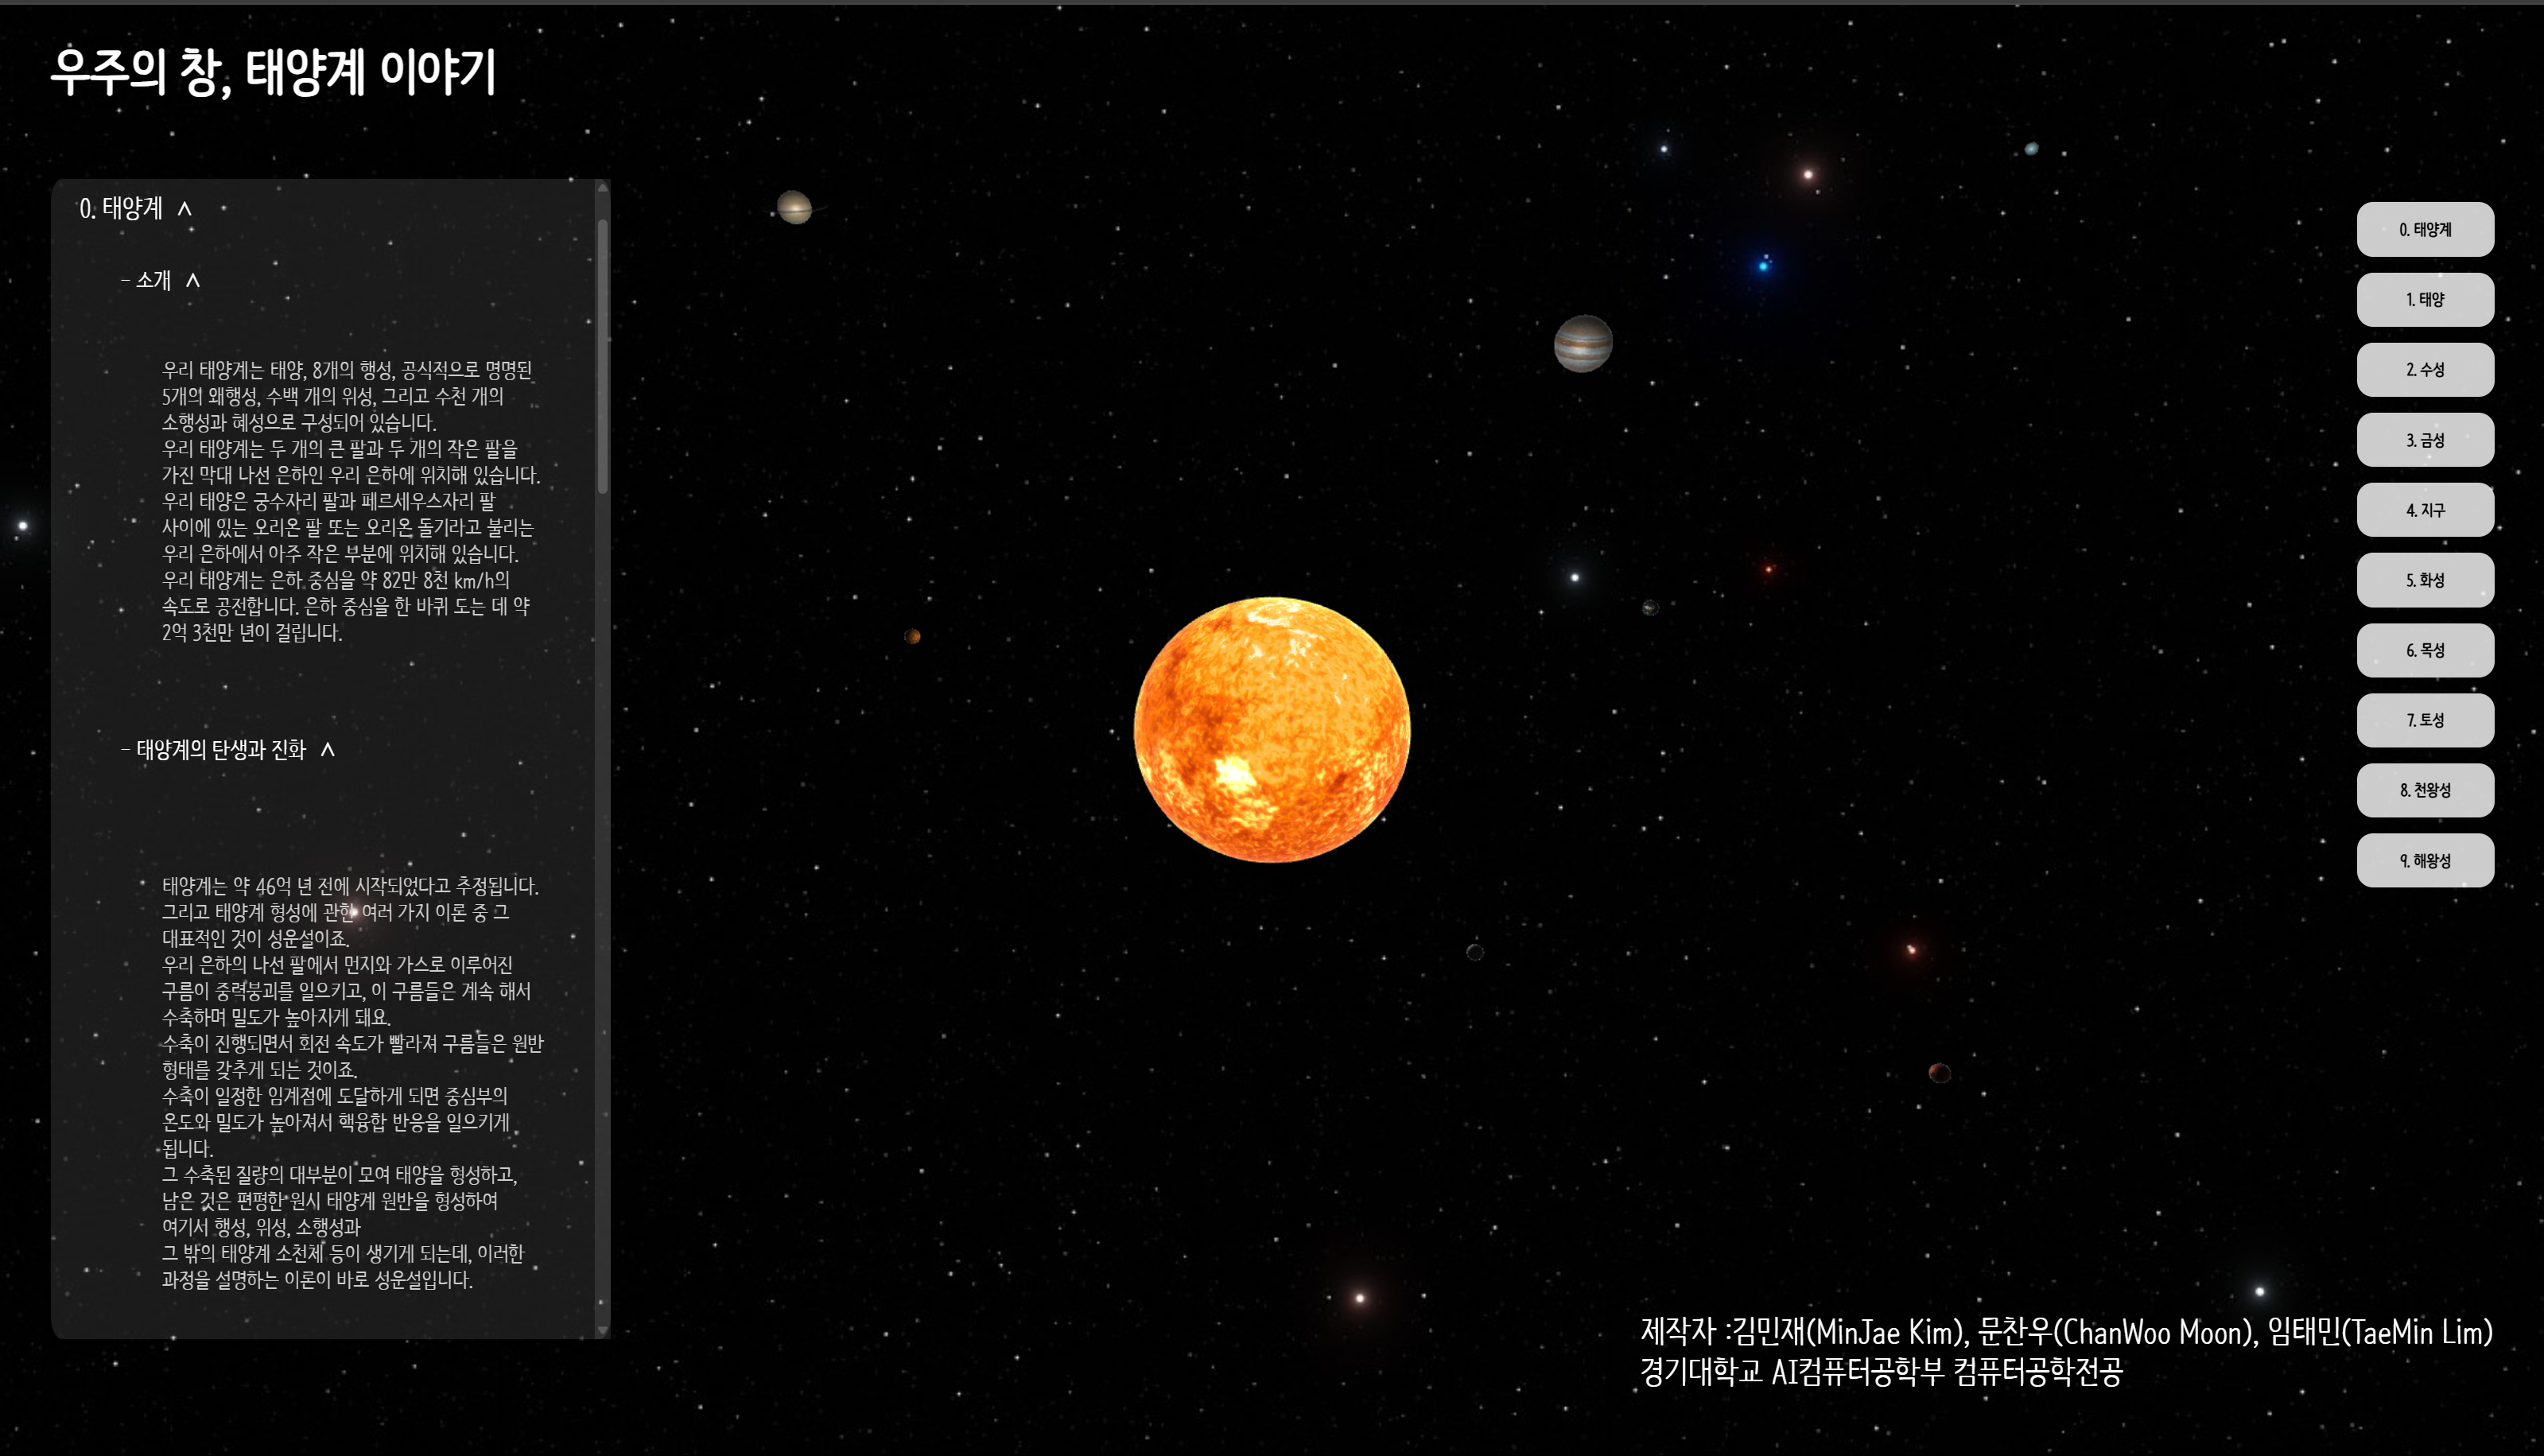 우주의 창, 태양계 이야기
0. 태양계 ^
- 소개 ^
우리 태양계는 태양, 8개의 행성, 공식적으로 명명된
5개의 왜행성, 수백 개의 위성, 그리고 수천 개의
소행성과 혜성으로 구성되어 있습니다.
우리 태양계는 두 개의 큰 팔과 두 개의 작은 팔을
가진 막대 나선 은하인 우리 은하에 위치해 있습니다.
우리 태양은 궁수자리 팔과 페르세우스자리 팔
사이에 있는 오리온 팔 또는 오리온 돌기라고 불리는
우리 은하에서 아주 작은 부분에 위치해 있습니다.
우리 태양계는 은하 중심을 약 82만 8천 km/h의
속도로 공전합니다. 은하 중심을 한 바퀴 도는 데 약
2억 3천만 년이 걸립니다.
- 태양계의 탄생과 진화 ^
태양계는 약 46억 년 전에 시작되었다고 추정됩니다.
그리고 태양계 형성에 관한 여러 가지 이론 중 그
대표적인 것이 성운설이죠.
우리 은하의 나선 팔에서 먼지와 가스로 이루어진
구름이 중력붕괴를 일으키고, 이 구름들은 계속 해서
수축하며 밀도가 높아지게 돼요.
수축이 진행되면서 회전 속도가 빨라져 구름들은 원반
형태를 갖추게 되는 것이죠.
수축이 일정한 임계점에 도달하게 되면 중심부의
온도와 밀도가 높아져서 핵융합 반응을 일으키게
됩니다.
그 수축된 질량의 대부분이 모여 태양을 형성하고,
남은 것은 편평한 원시 태양계 원반을 형성하여
여기서 행성, 위성, 소행성과
그 밖의 태양계 소천체 등이 생기게 되는데, 이러한
과정을 설명하는 이론이 바로 성운설입니다.
0. 태양계
1. 태양
2. 수성
3. 금성
4. 지구
5. 화성
6. 목성
7. 토성
8. 천왕성
9. 해왕성
제작자 :김민재(MinJae Kim), 문찬우(ChanWoo Moon), 임태민(TaeMin Lim)
경기대학교 AI컴퓨터공학부 컴퓨터공학전공